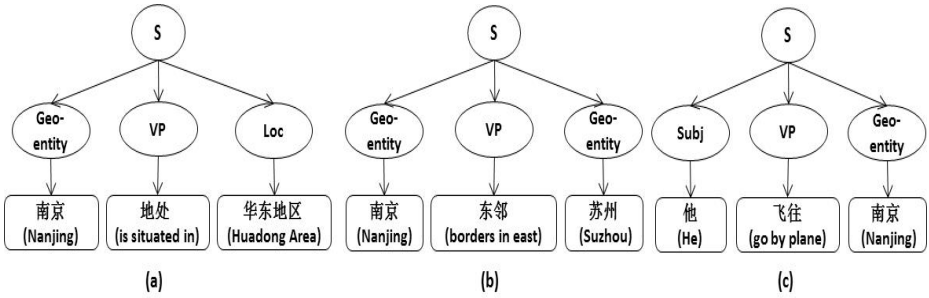 S
Geo-
entity
VP
Loc
南京
(Nanjing)
地处
(is situated in)
华东地区
(Huadong Area)
(a)
S
Geo-
entity
VP
Geo-
entity
南京
(Nanjing)
东邻
(borders in east)
苏州
(Suzhou)
(b)
S
Subj
VP
Geo-
entity
他
(He)
飞往
(go by plane)
南京
(Nanjing)
(c)